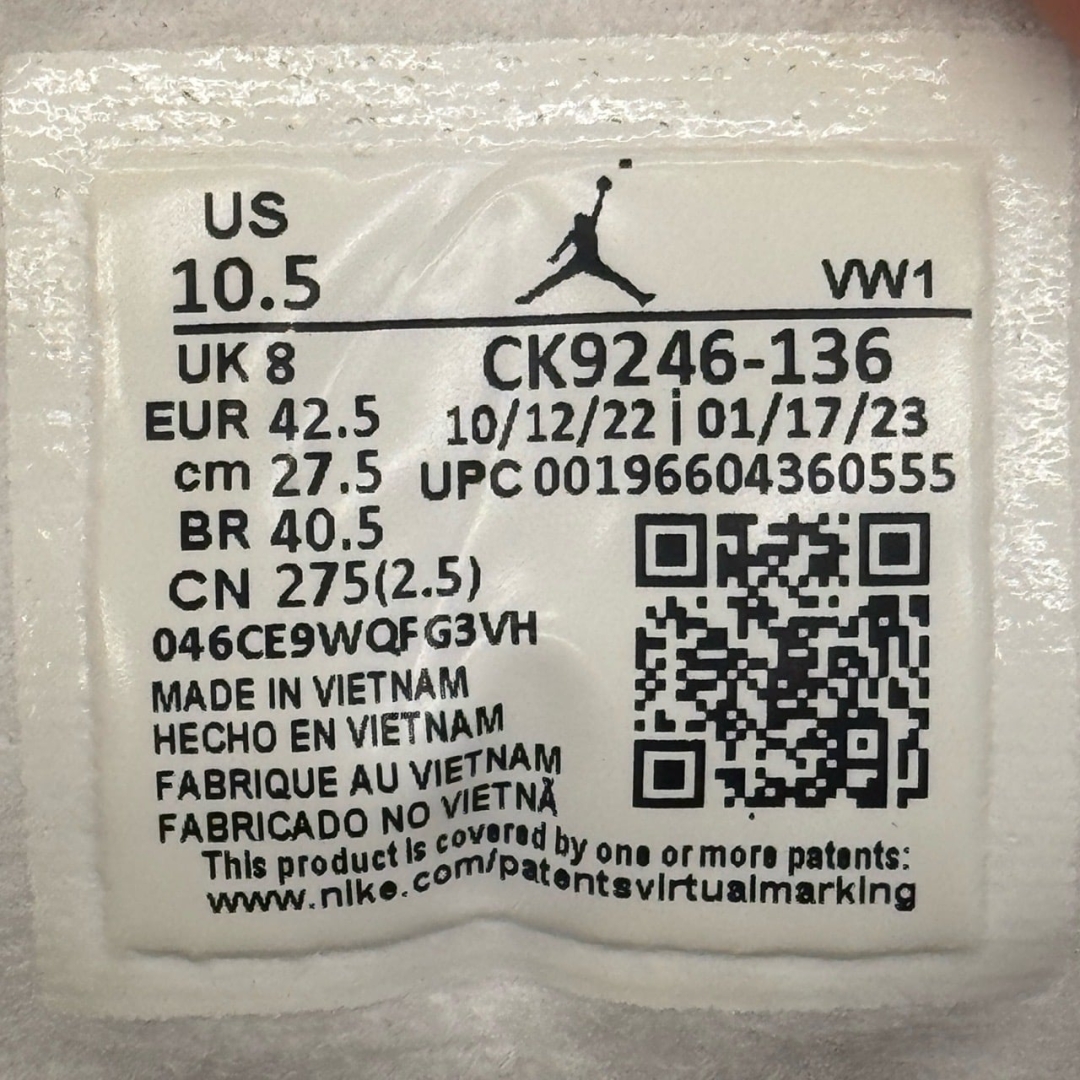 US
10.5
VW1
UK 8
CK9246-136
EUR 42.5
10/12/22 | 01/17/23
cm 27.5
UPC 001966604360555
BR 40.5
CN 275(2.5)
046CE9WQFG3VH
MADE IN VIETNAM
HECHO EN VIETNAM
FABRIQUE AU VIETNAM
FABRICADO NO VIETNÃ
This product is covered by one or more patents:
www.nike.com/patentsvirtualmarking